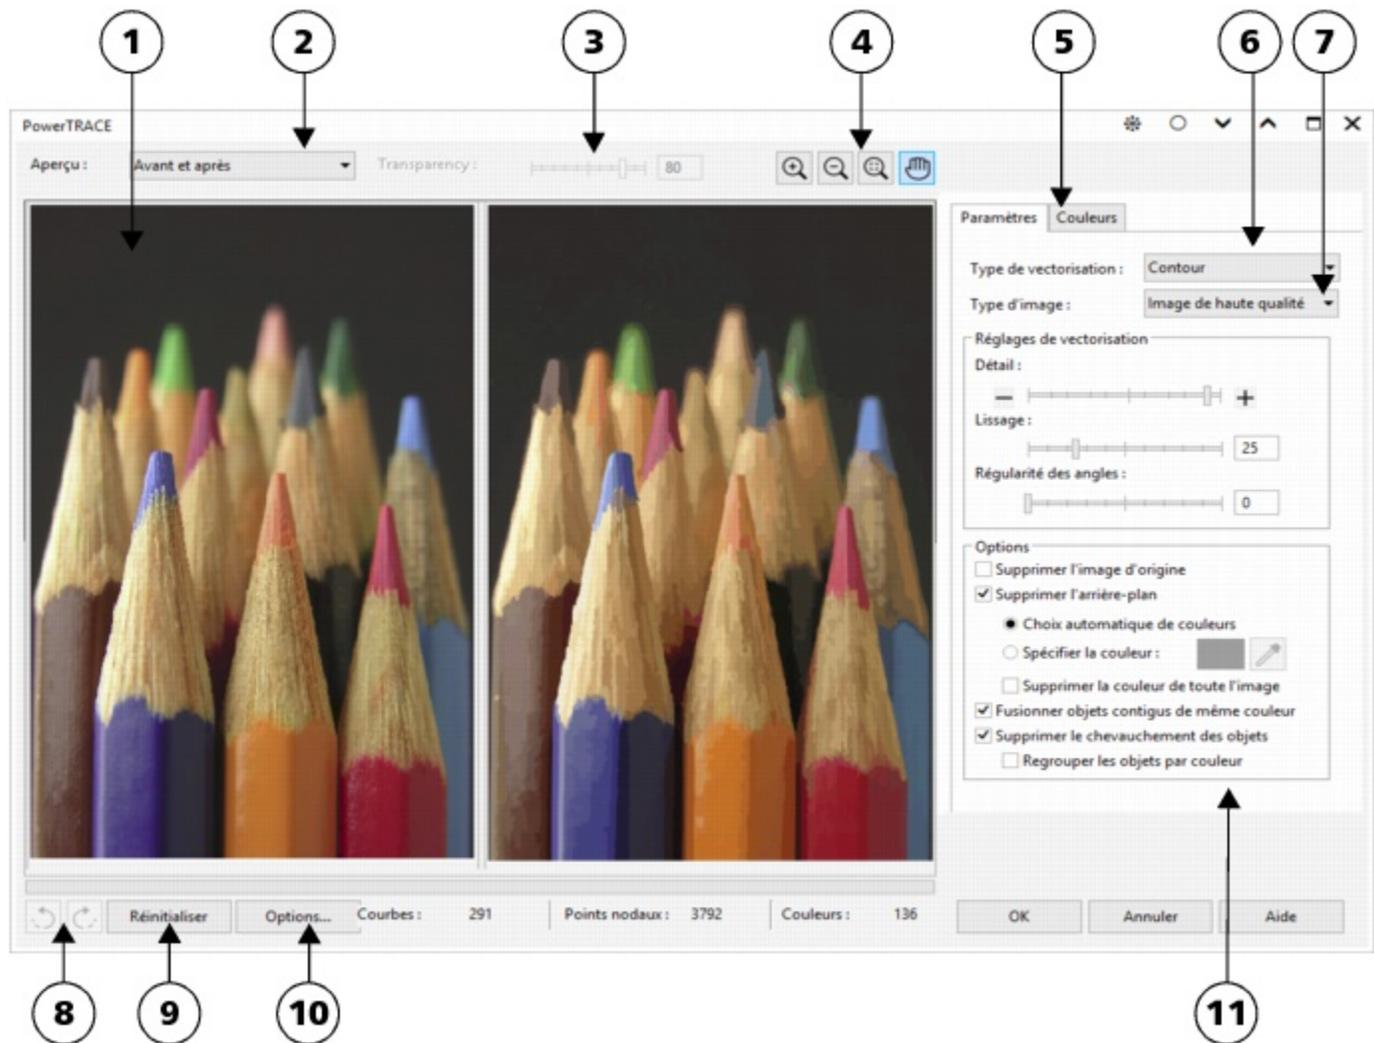 1 2 3 4 5 6 7
PowerTRACE
Aperçu : Avant et après Transparency : 80
Paramètres Couleurs
Type de vectorisation : Contour
Type d'image : Image de haute qualité
Réglages de vectorisation
Détail :
Lissage :
25
Régularité des angles :
0
Options
Supprimer l'image d'origine
Supprimer l'arrière-plan
Choix automatique de couleurs
Spécifier la couleur :
Supprimer la couleur de toute l'image
Fusionner objets contigus de même couleur
Supprimer le chevauchement des objets
Regrouper les objets par couleur
Réinitialiser Options... Courbes : 291 Points nodaux : 3792 Couleurs : 136 OK Annuler Aide
8 9 10 11